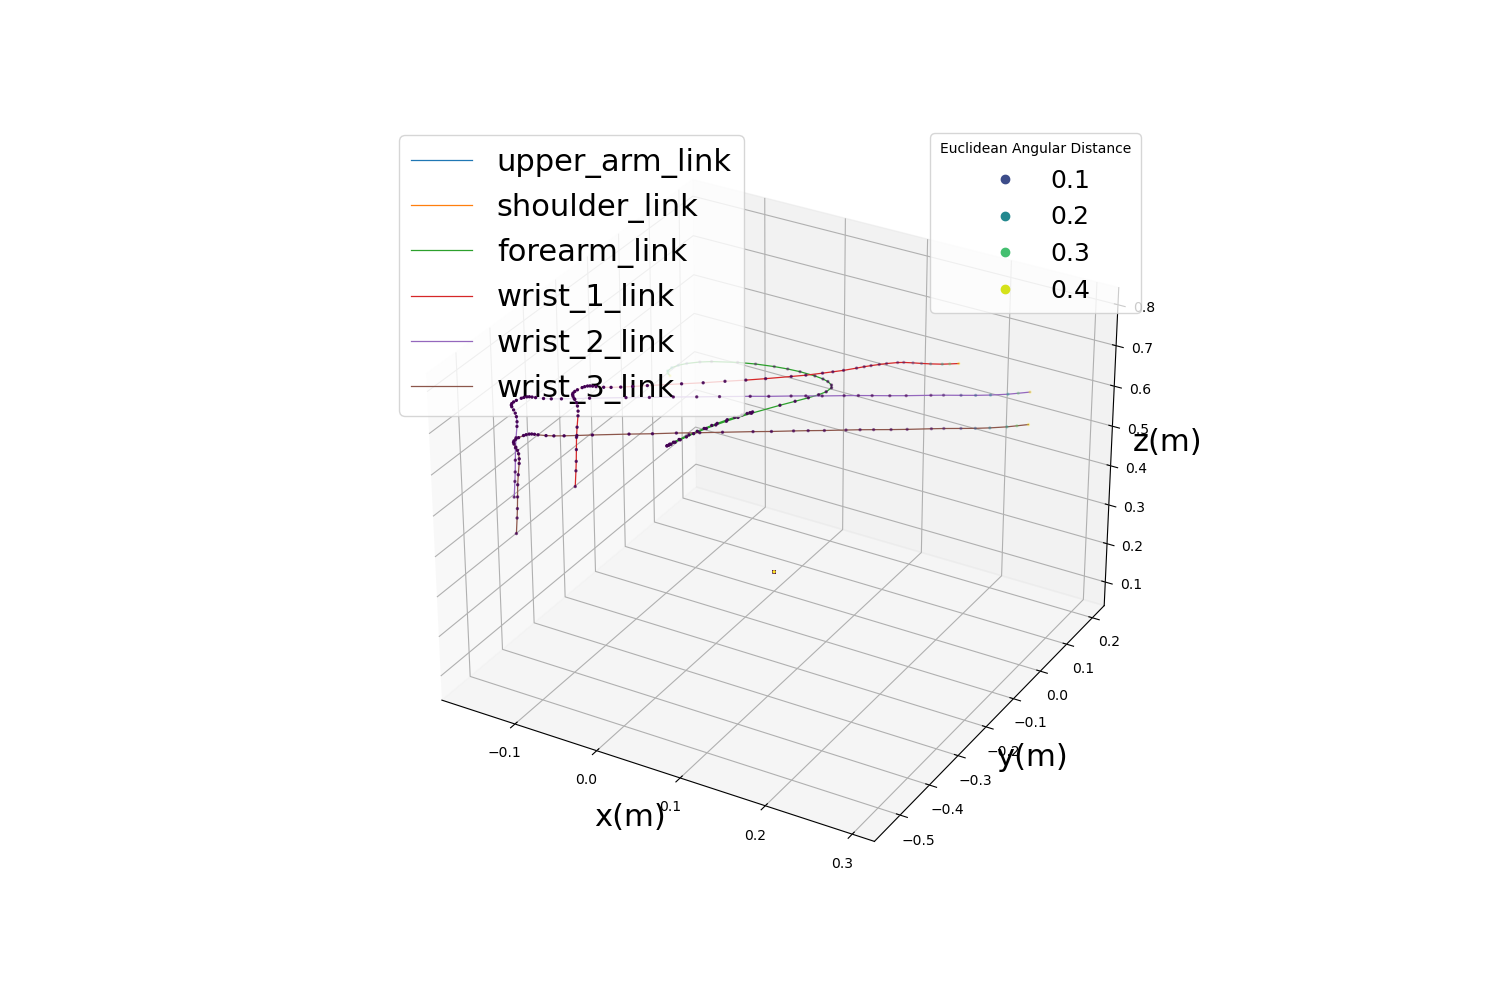 upper_arm_link
shoulder_link
forearm_link
wrist_1_link
wrist_2_link
wrist_3_link
Euclidean Angular Distance
0.1
0.2
0.3
0.4
0.8
0.7
0.6
0.5
z(m)
0.4
0.3
0.2
0.1
0.2
0.1
0.0
−0.1
−0.2
y(m)
−0.3
−0.4
−0.5
−0.1
0.0
0.1
x(m)
0.2
0.3